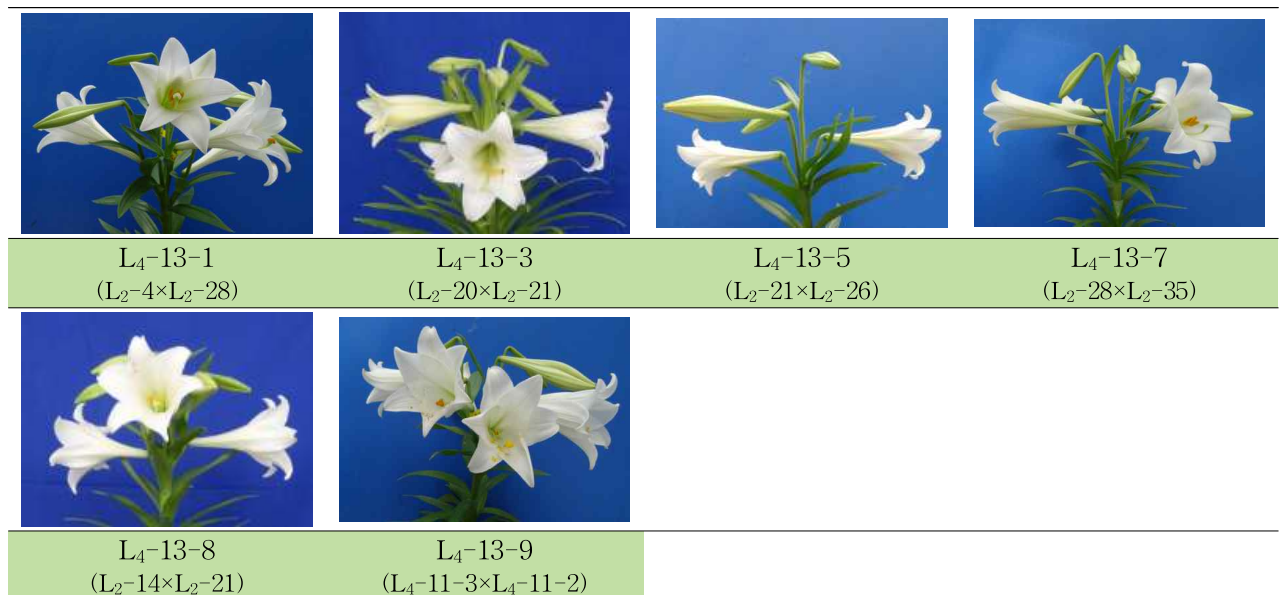 L₄-13-1
L₄-13-3
L₄-13-5
L₄-13-7
(L₂-4×L₂-28)
(L₂-20×L₂-21)
(L₂-21×L₂-26)
(L₂-28×L₂-35)
L₄-13-8
L₄-13-9
(L₂-14×L₂-21)
(L₄-11-3×L₄-11-2)